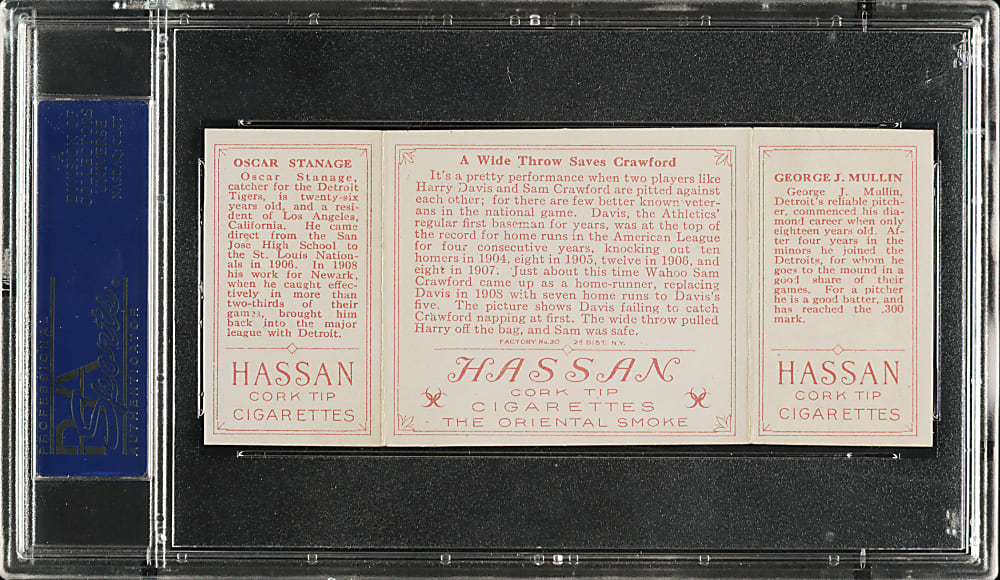 OSCAR STANAGE
Oscar Stanage,
catcher for the Detroit
Tigers, is twenty-six
years old, and a resi-
dent of Los Angeles,
California. He came
direct from the San
Jose High School to
the St. Louis Nation-
als in 1906. In 1908
his work for Newark,
when he caught effec-
tively in more than
two-thirds of their
games, brought him
back into the major
league with Detroit.
HASSAN
CORK TIP
CIGARETTES
A Wide Throw Saves Crawford
It's a pretty performance when two players like
Harry Davis and Sam Crawford are pitted against
each other; for there are few better known veter-
ans in the national game. Davis, the Athletics'
regular first baseman for years, was at the top of
the record for home runs in the American League
for four consecutive years, knocking out ten
homers in 1904, eight in 1905, twelve in 1906, and
eight in 1907. Just about this time Wahoo Sam
Crawford came up as a home-runner, replacing
Davis in 1908 with seven home runs to Davis's
five. The picture shows Davis failing to catch
Crawford napping at first. The wide throw pulled
Harry off the bag, and Sam was safe.
FACTORY No. 30 2d DIST. N.Y.
HASSAN
CORK TIP
CIGARETTES
THE ORIENTAL SMOKE
GEORGE J. MULLIN
George J. Mullin,
Detroit's reliable pitch-
er, commenced his dia-
mond career when only
eighteen years old. Af-
ter four years in the
minors he joined the
Detroits, for whom he
goes to the mound in a
good share of their
games. For a pitcher
he is a good batter, and
has reached the .300
mark.
HASSAN
CORK TIP
CIGARETTES
PROFESSIONAL
PSA
Sports
AUTHENTICATOR